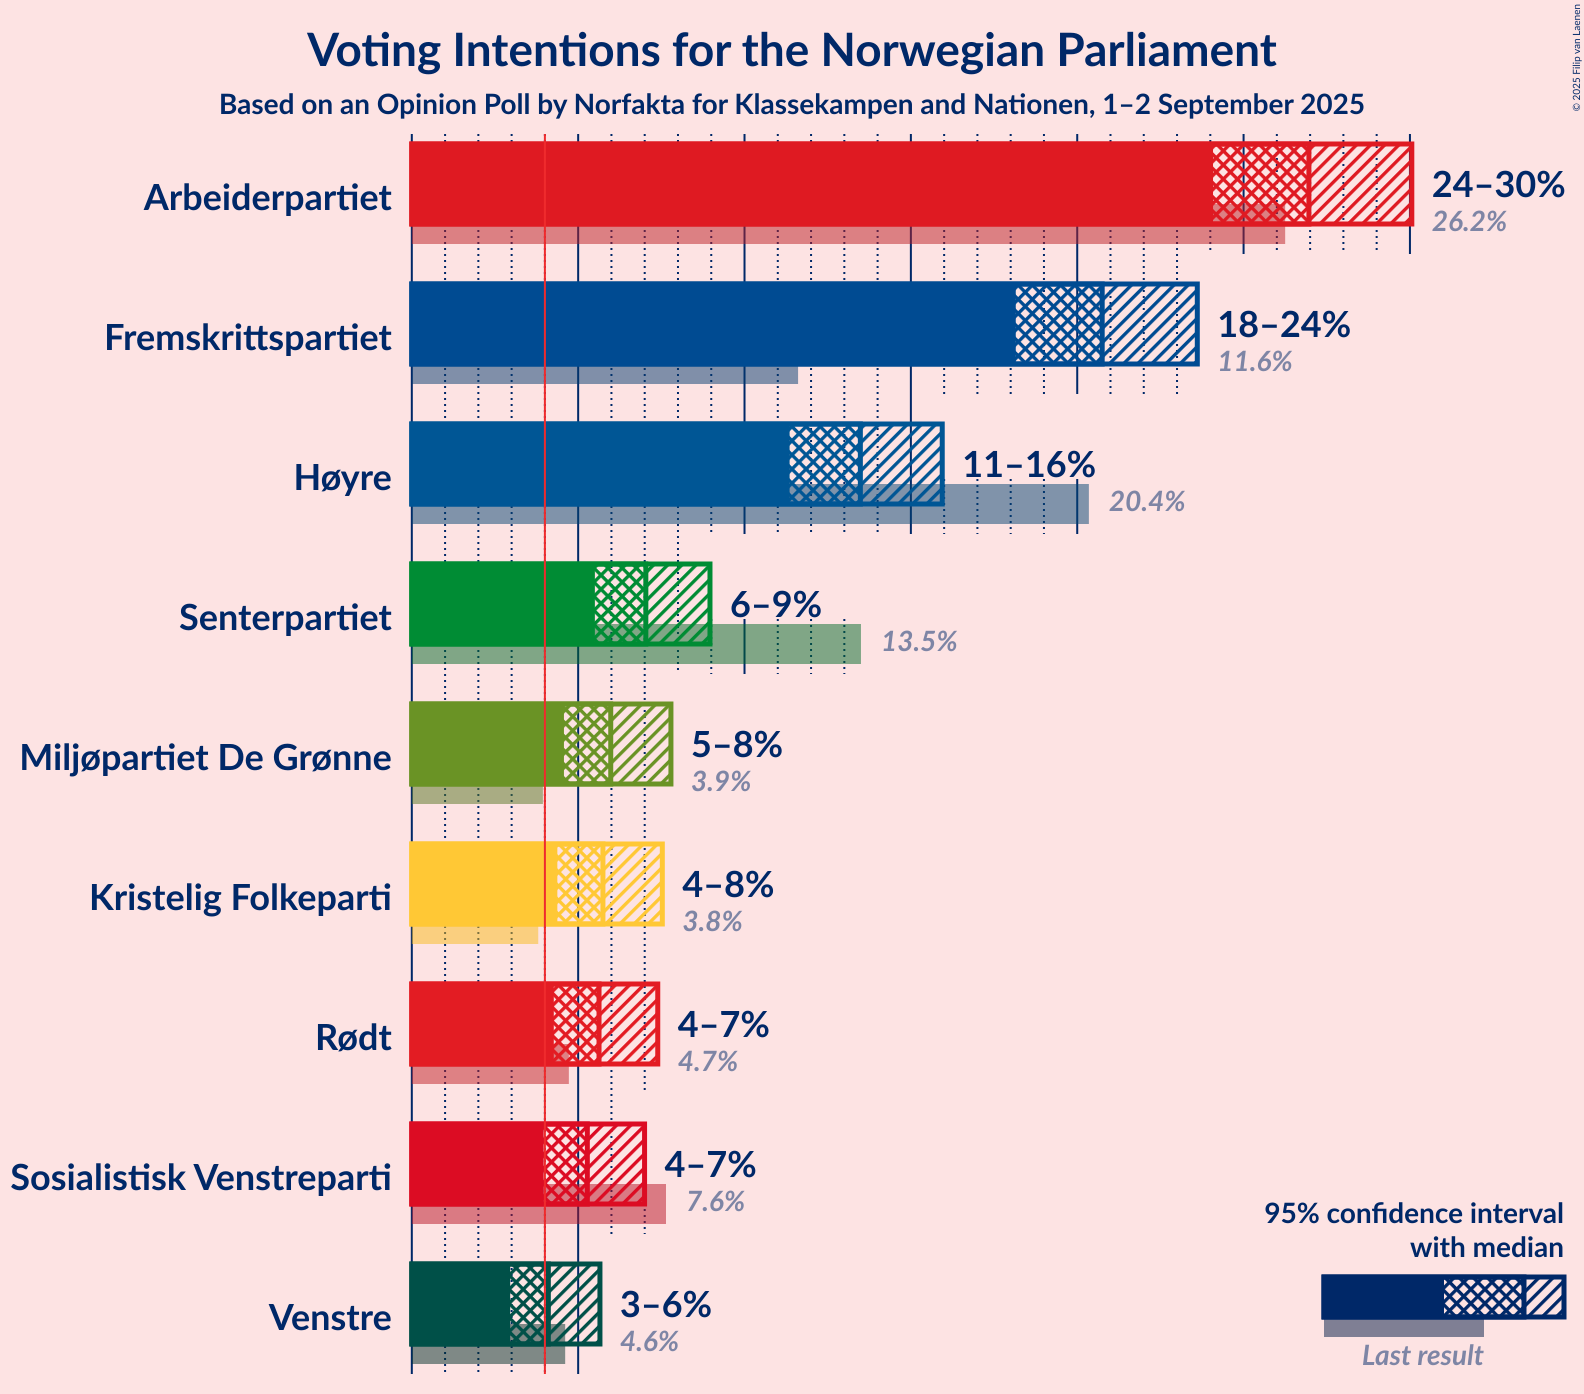 Voting Intentions for the Norwegian Parliament
Based on an Opinion Poll by Norfakta for Klassekampen and Nationen, 1–2 September 2025
© 2025 Filip van Laenen
Arbeiderpartiet
24–30%
26.2%
Fremskrittspartiet
18–24%
11.6%
Høyre
11–16%
20.4%
Senterpartiet
6–9%
13.5%
Miljøpartiet De Grønne
5–8%
3.9%
Kristelig Folkeparti
4–8%
3.8%
Rødt
4–7%
4.7%
Sosialistisk Venstreparti
4–7%
7.6%
Venstre
3–6%
4.6%
95% confidence interval
with median
Last result